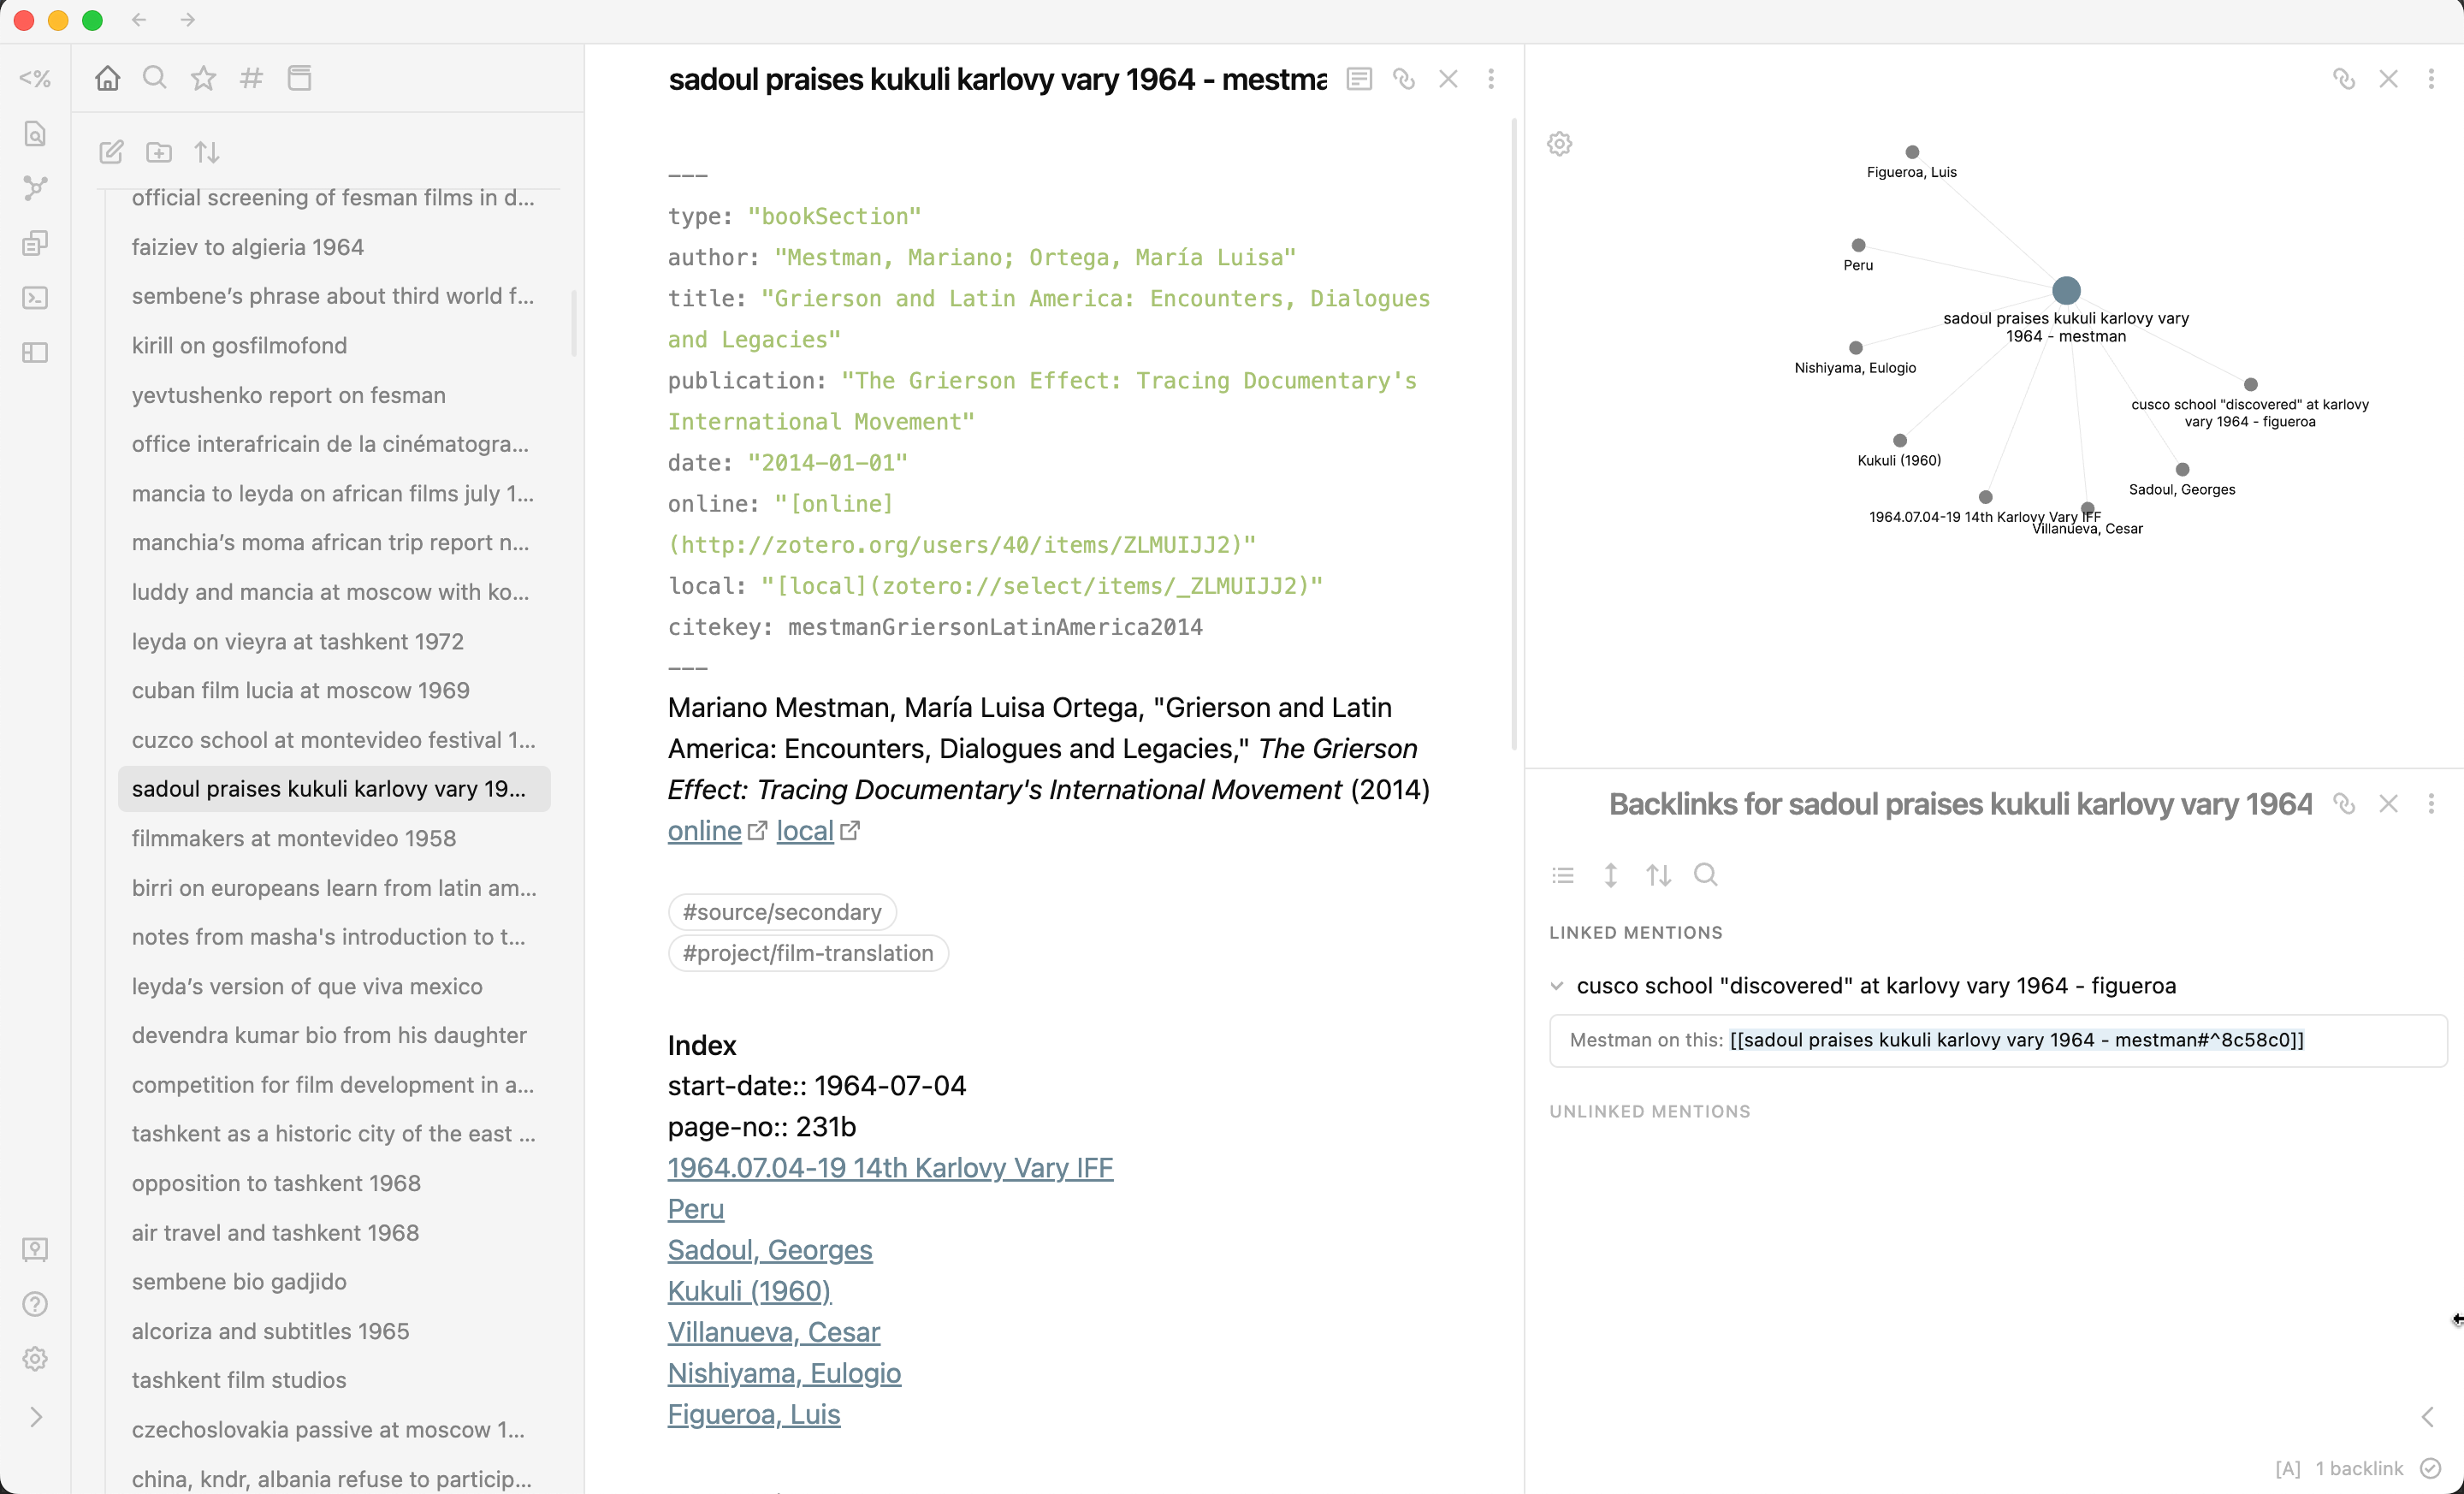 <%
official screening of fesman films in d...
faiziev to algieria 1964
sembene’s phrase about third world f...
kirill on gosfilmofond
yevtushenko report on fesman
office interafricain de la cinématogra...
mancia to leyda on african films july 1...
manchia’s moma african trip report n...
luddy and mancia at moscow with ko...
leyda on vieyra at tashkent 1972
cuban film lucia at moscow 1969
cuzco school at montevideo festival 1...
sadoul praises kukuli karlovy vary 19...
filmmakers at montevideo 1958
birri on europeans learn from latin am...
notes from masha's introduction to t...
leyda’s version of que viva mexico
devendra kumar bio from his daughter
competition for film development in a...
tashkent as a historic city of the east ...
opposition to tashkent 1968
air travel and tashkent 1968
sembene bio gadjido
alcoriza and subtitles 1965
tashkent film studios
czechoslovakia passive at moscow 1...
china, kndr, albania refuse to particip...
sadoul praises kukuli karlovy vary 1964 - mestma
---
type: "bookSection"
author: "Mestman, Mariano; Ortega, María Luisa"
title: "Grierson and Latin America: Encounters, Dialogues
and Legacies"
publication: "The Grierson Effect: Tracing Documentary's
International Movement"
date: "2014-01-01"
online: "[online]
(http://zotero.org/users/40/items/ZLMUIJJ2)"
local: "[local](zotero://select/items/_ZLMUIJJ2)"
citekey: mestmanGriersonLatinAmerica2014
---
Mariano Mestman, María Luisa Ortega, "Grierson and Latin
America: Encounters, Dialogues and Legacies," The Grierson
Effect: Tracing Documentary's International Movement (2014)
online local
#source/secondary
#project/film-translation
Index
start-date:: 1964-07-04
page-no:: 231b
1964.07.04-19 14th Karlovy Vary IFF
Peru
Sadoul, Georges
Kukuli (1960)
Villanueva, Cesar
Nishiyama, Eulogio
Figueroa, Luis
Figueroa, Luis
Peru
sadoul praises kukuli karlovy vary
1964 - mestman
Nishiyama, Eulogio
cusco school "discovered" at karlovy
vary 1964 - figueroa
Kukuli (1960)
Sadoul, Georges
1964.07.04-19 14th Karlovy Vary IFF
Villanueva, Cesar
Backlinks for sadoul praises kukuli karlovy vary 1964
LINKED MENTIONS
cusco school "discovered" at karlovy vary 1964 - figueroa
Mestman on this: [[sadoul praises kukuli karlovy vary 1964 - mestman#^8c58c0]]
UNLINKED MENTIONS
[A] 1 backlink